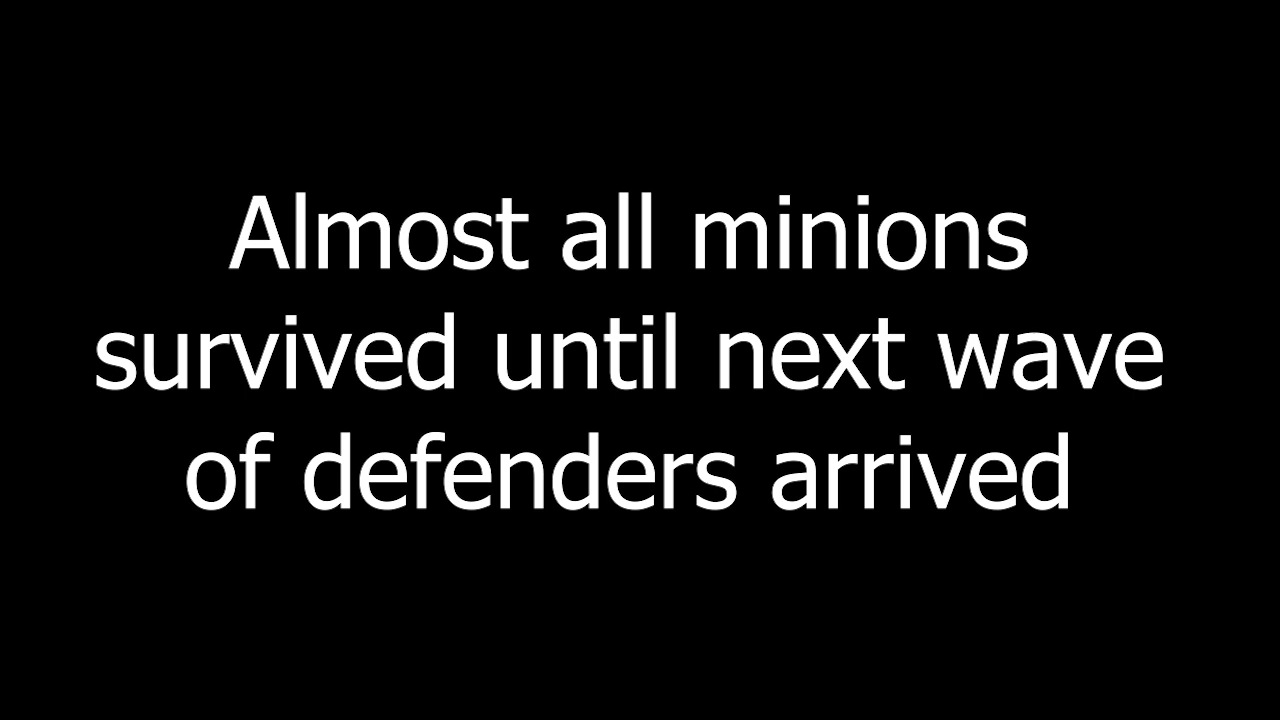 Almost all minions
survived until next wave
of defenders arrived